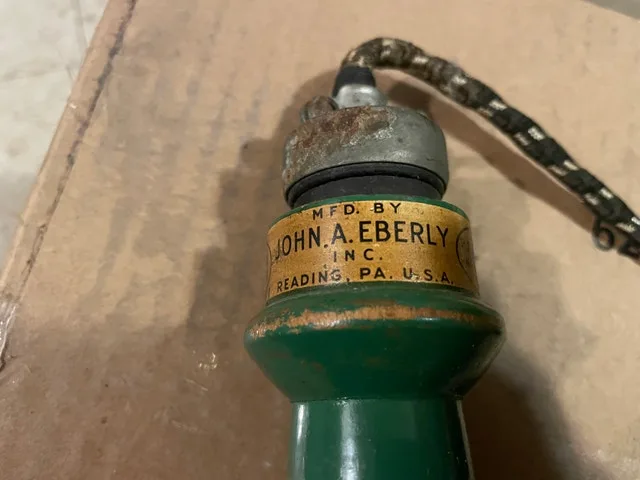 MFD. BY
JOHN.A.EBERLY
INC.
READING, PA. U.S.A.